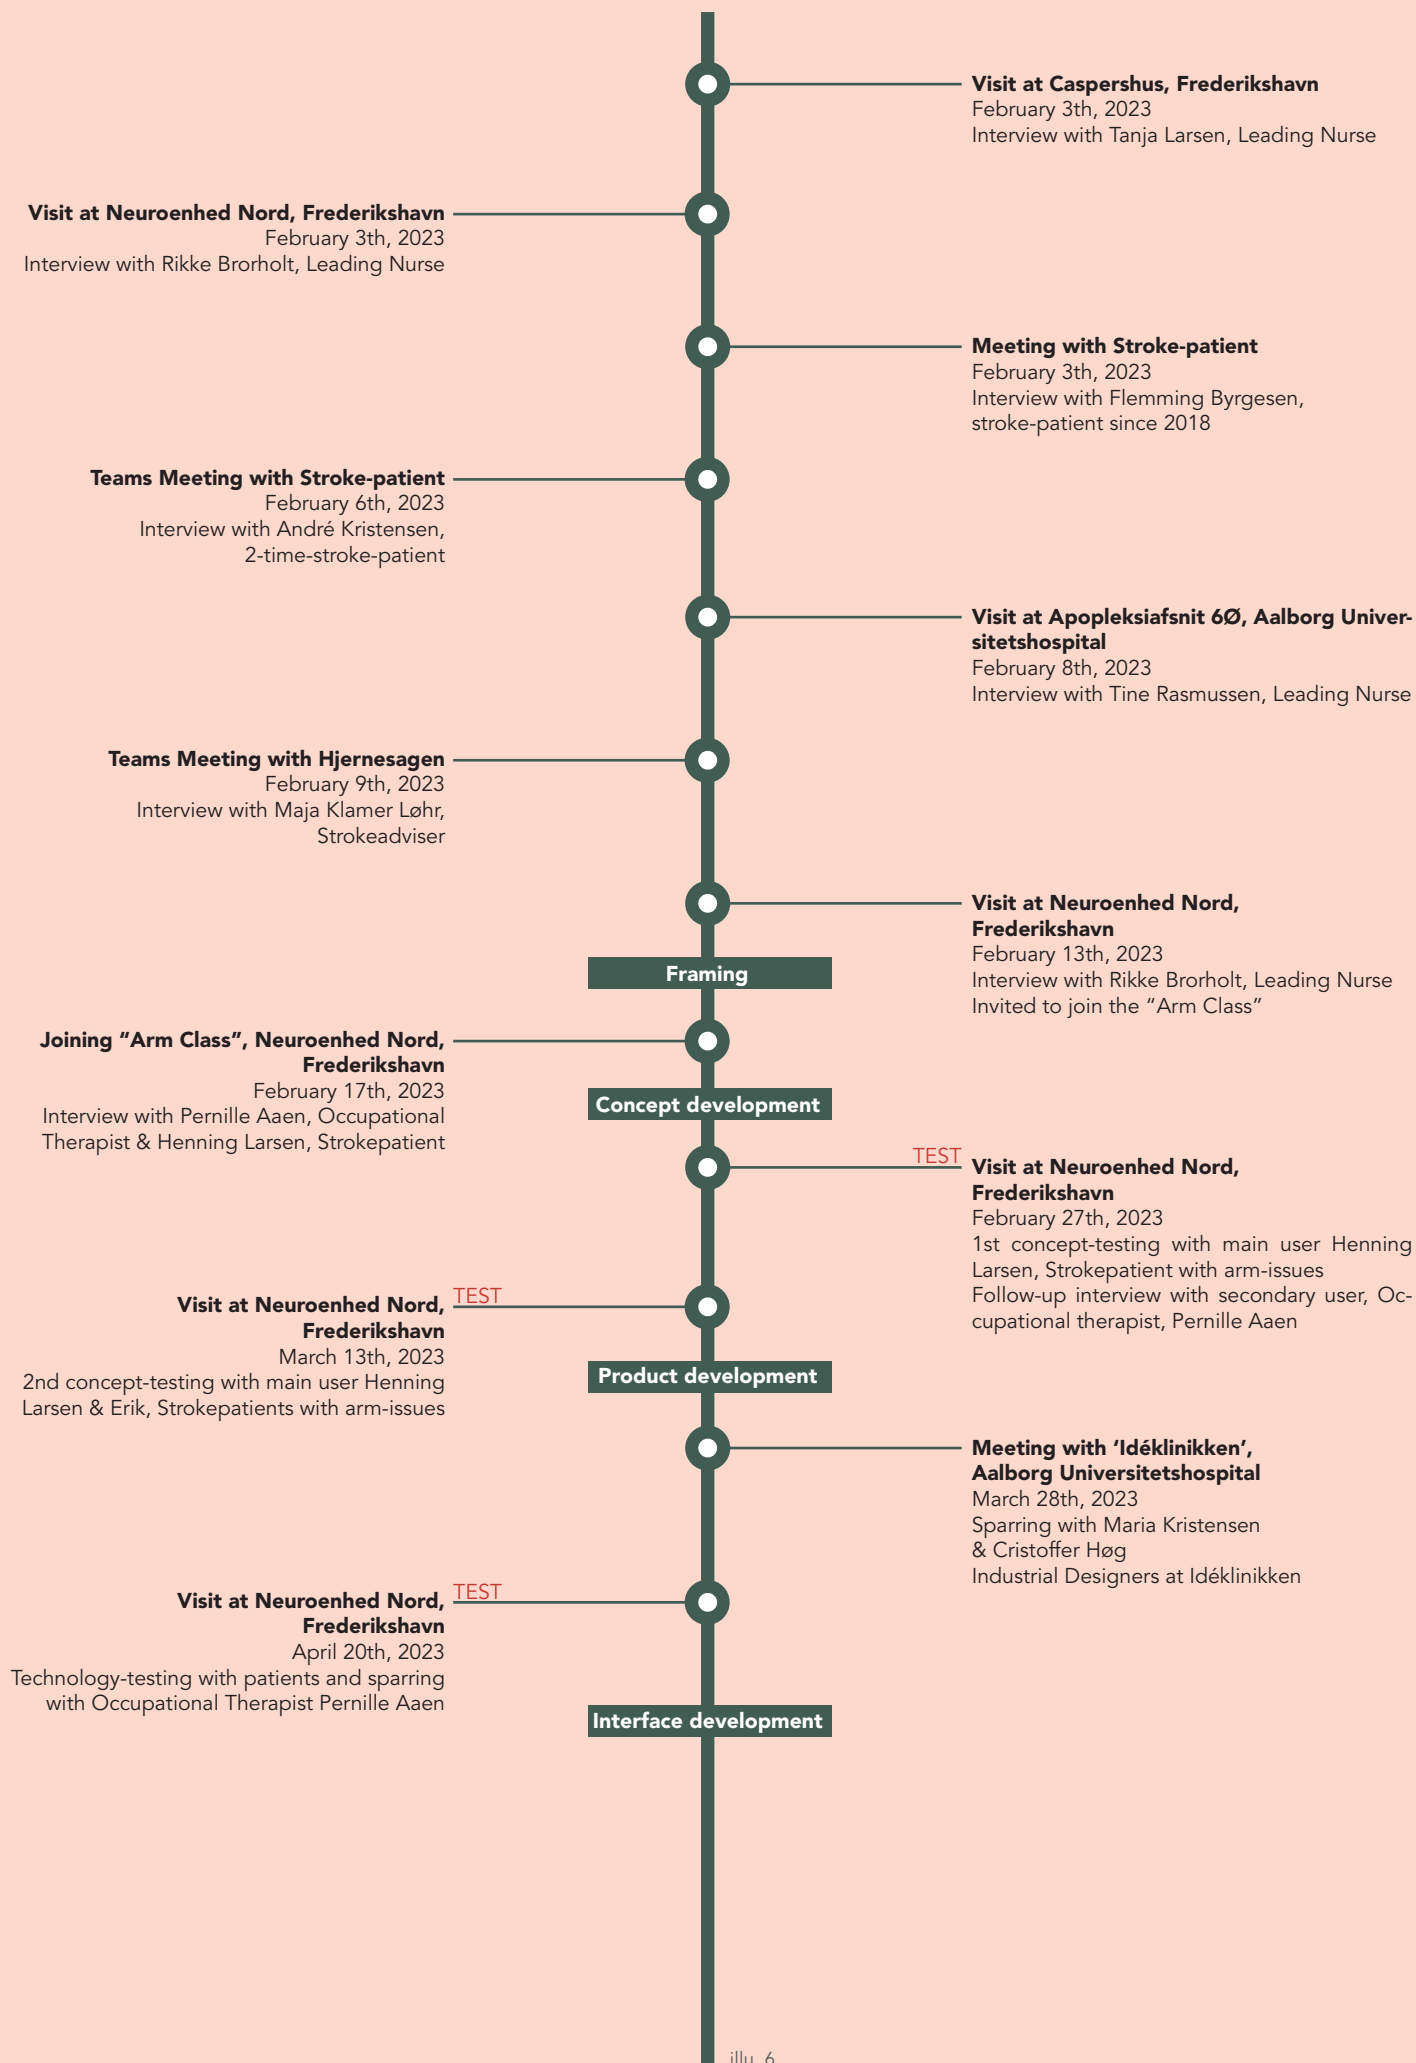 Visit at Caspershus, Frederikshavn
February 3th, 2023
Interview with Tanja Larsen, Leading Nurse
Visit at Neuroenhed Nord, Frederikshavn
February 3th, 2023
Interview with Rikke Brorholt, Leading Nurse
Meeting with Stroke-patient
February 3th, 2023
Interview with Flemming Byrgesen,
stroke-patient since 2018
Teams Meeting with Stroke-patient
February 6th, 2023
Interview with André Kristensen,
2-time-stroke-patient
Visit at Apopleksiafsnit 6Ø, Aalborg Univer-
sitetshospital
February 8th, 2023
Interview with Tine Rasmussen, Leading Nurse
Teams Meeting with Hjernesagen
February 9th, 2023
Interview with Maja Klamer Løhr,
Strokeadviser
Visit at Neuroenhed Nord,
Frederikshavn
February 13th, 2023
Interview with Rikke Brorholt, Leading Nurse
Invited to join the “Arm Class”
Framing
Joining “Arm Class”, Neuroenhed Nord,
Frederikshavn
February 17th, 2023
Interview with Pernille Aaen, Occupational
Therapist & Henning Larsen, Strokepatient
Concept development
TEST
Visit at Neuroenhed Nord,
Frederikshavn
February 27th, 2023
1st concept-testing with main user Henning
Larsen, Strokepatient with arm-issues
Follow-up interview with secondary user, Oc-
cupational therapist, Pernille Aaen
TEST
Visit at Neuroenhed Nord,
Frederikshavn
March 13th, 2023
2nd concept-testing with main user Henning
Larsen & Erik, Strokepatients with arm-issues
Product development
Meeting with ‘Idéklinikken’,
Aalborg Universitetshospital
March 28th, 2023
Sparring with Maria Kristensen
& Cristoffer Høg
Industrial Designers at Idéklinikken
TEST
Visit at Neuroenhed Nord,
Frederikshavn
April 20th, 2023
Technology-testing with patients and sparring
with Occupational Therapist Pernille Aaen
Interface development
illu. 6